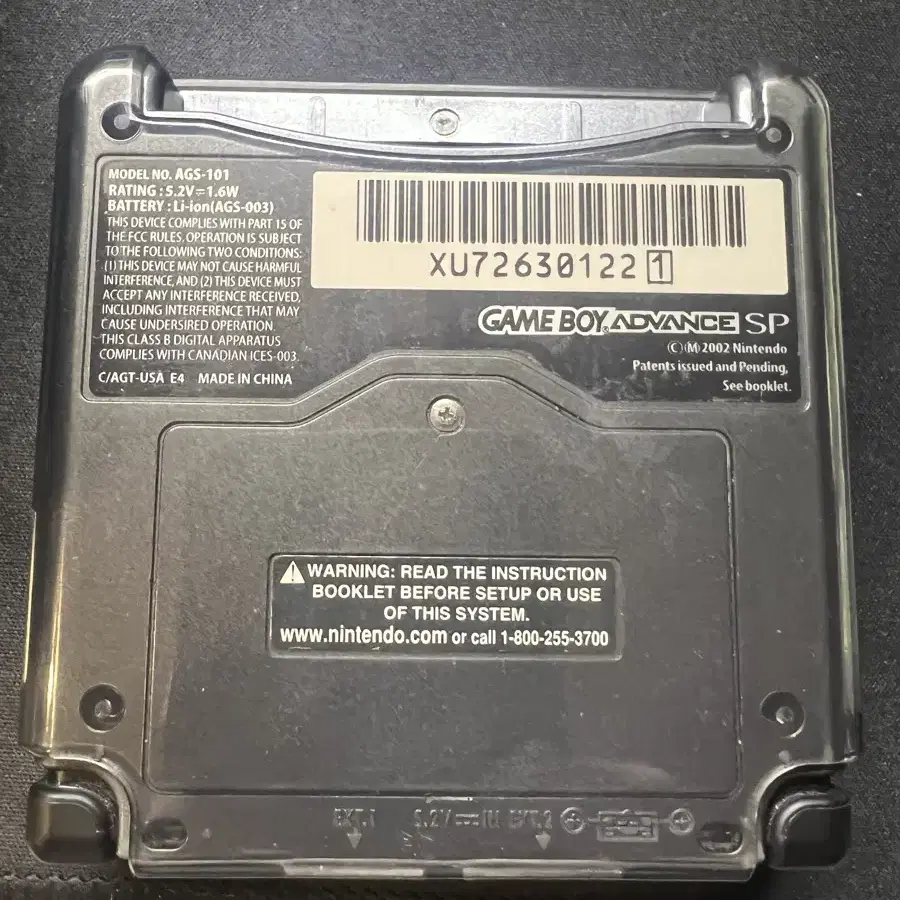 MODEL NO. AGS-101
RATING : 5.2V⎓1.6W
BATTERY : Li-ion(AGS-003)
THIS DEVICE COMPLIES WITH PART 15 OF
THE FCC RULES. OPERATION IS SUBJECT
TO THE FOLLOWING TWO CONDITIONS:
(1) THIS DEVICE MAY NOT CAUSE HARMFUL
INTERFERENCE, AND (2) THIS DEVICE MUST
ACCEPT ANY INTERFERENCE RECEIVED,
INCLUDING INTERFERENCE THAT MAY
CAUSE UNDERSIRED OPERATION.
THIS CLASS B DIGITAL APPARATUS
COMPLIES WITH CANADIAN ICES-003.
C/AGT-USA E4 MADE IN CHINA
XU72630122 1
GAME BOY ADVANCE SP
Ⓒ Ⓜ 2002 Nintendo
Patents issued and Pending,
See booklet.
⚠ WARNING: READ THE INSTRUCTION
BOOKLET BEFORE SETUP OR USE
OF THIS SYSTEM.
www.nintendo.com or call 1-800-255-3700
EXT.1 5.2V⎓IN EXT.2